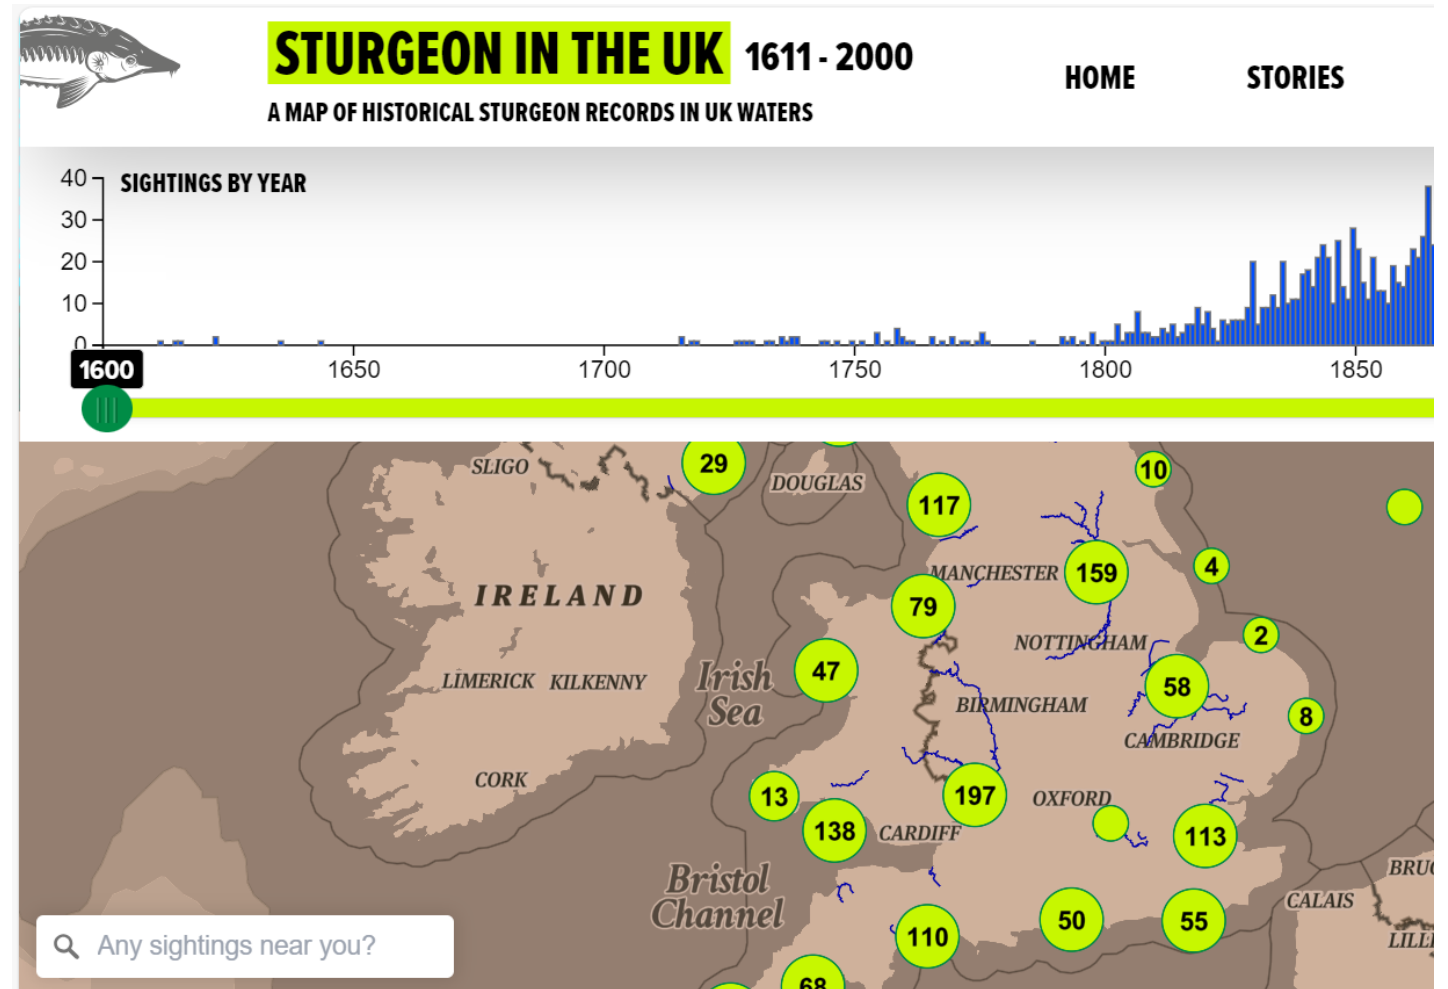 STURGEON IN THE UK 1611 - 2000
A MAP OF HISTORICAL STURGEON RECORDS IN UK WATERS
HOME STORIES
SIGHTINGS BY YEAR
40
30
20
10
0
1600 1650 1700 1750 1800 1850
SLIGO
29
DOUGLAS
10
117
MANCHESTER
159
4
IRELAND
79
2
NOTTINGHAM
47
58
LIMERICK KILKENNY
Irish
Sea
BIRMINGHAM
8
CAMBRIDGE
CORK
13
197
OXFORD
138
CARDIFF
113
BRUC
Bristol
Channel
CALAIS
50
55
110
LILL
Any sightings near you?
68